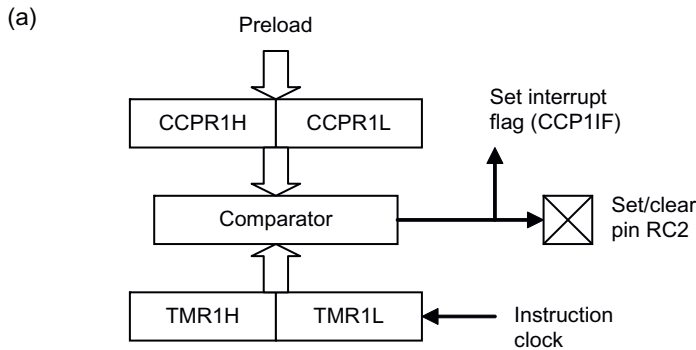 (a)
Preload
CCPR1H CCPR1L
Set interrupt
flag (CCP1IF)
Comparator
Set/clear
pin RC2
TMR1H TMR1L
Instruction
clock